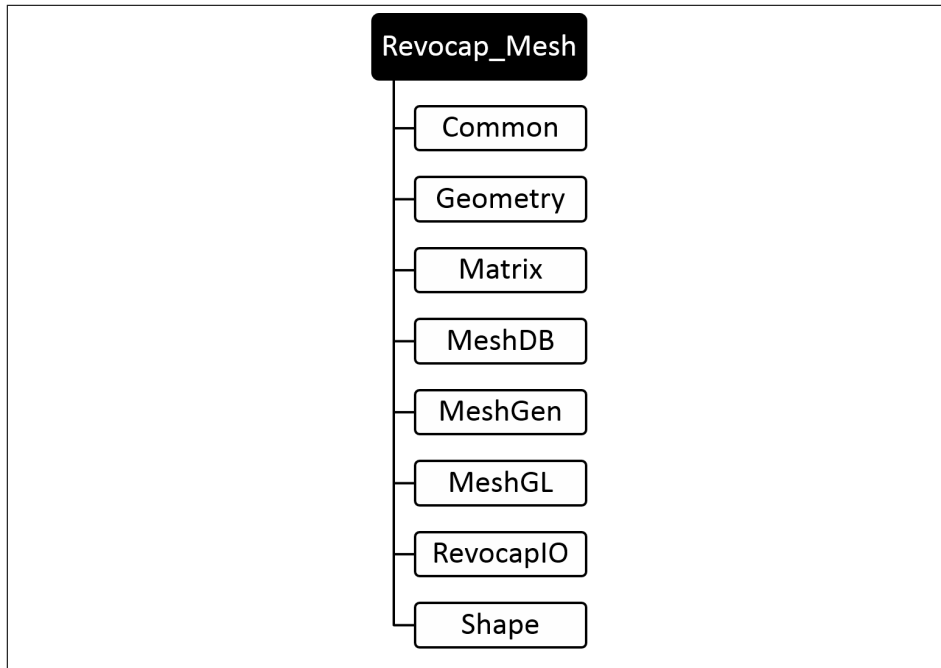 Revocap_Mesh
Common
Geometry
Matrix
MeshDB
MeshGen
MeshGL
RevocapIO
Shape